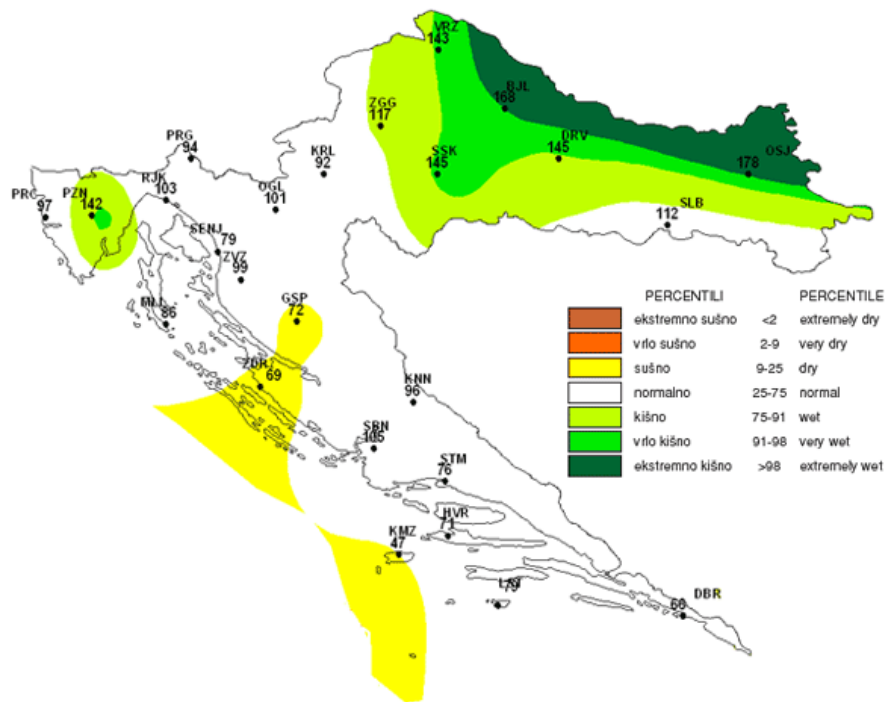 VRZ
143
BJL
168
ZGG
117
PRG
94
KRL
92
SSK
145
DRV
145
OSJ
178
RJK
103
PZN
142
PRC
97
OGL
101
SLB
112
SENJ
79
ZVZ
99
GSP
72
MLL
86
ZDR
69
KNN
96
SBN
105
STM
76
HVR
71
KMZ
47
79
DBR
66
PERCENTILI PERCENTILE
ekstremno sušno <2 extremely dry
vrlo sušno 2-9 very dry
sušno 9-25 dry
normalno 25-75 normal
kišno 75-91 wet
vrlo kišno 91-98 very wet
ekstremno kišno >98 extremely wet